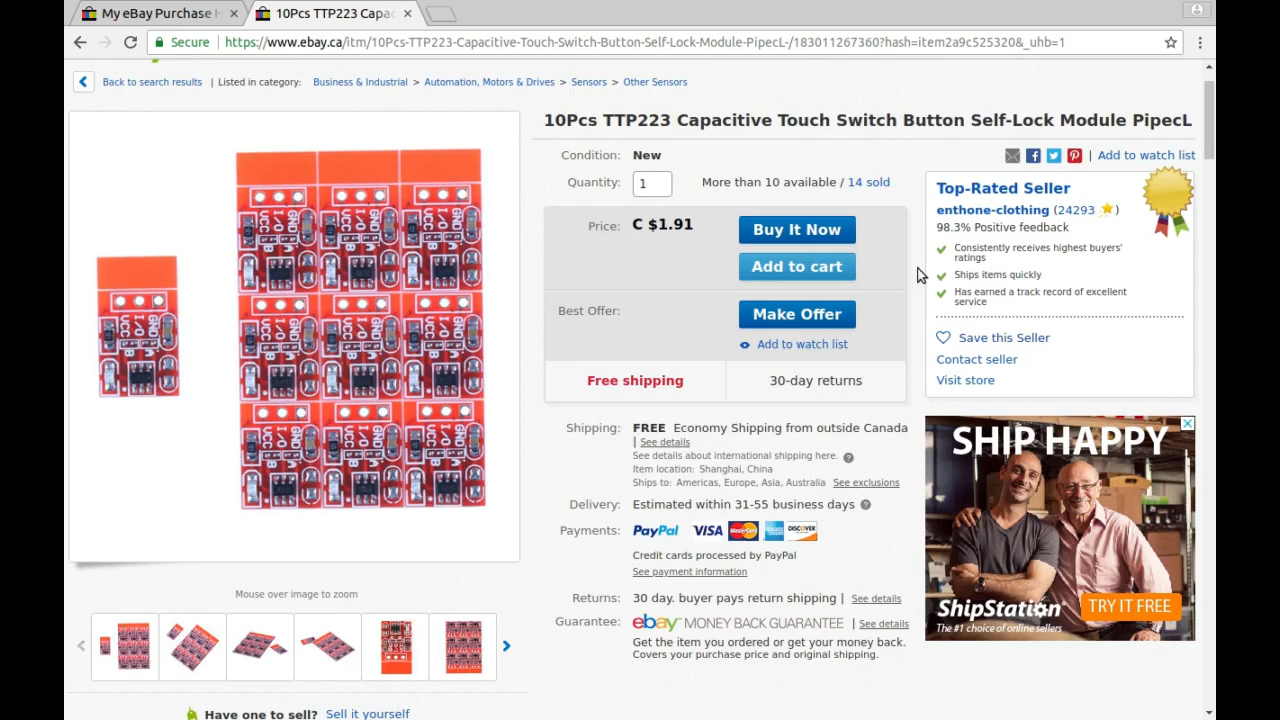 My eBay Purchase H
10Pcs TTP223 Capa
Secure
https://www.ebay.ca/itm/10Pcs-TTP223-Capacitive-Touch-Switch-Button-Self-Lock-Module-PipecL-/183011267360?hash=item2a9c525320&_uhb=1
Back to search results | Listed in category: Business & Industrial > Automation, Motors & Drives > Sensors > Other Sensors
10Pcs TTP223 Capacitive Touch Switch Button Self-Lock Module PipecL
Condition: New
| Add to watch list
Quantity: 1 More than 10 available / 14 sold
Price: C $1.91
Buy It Now
Add to cart
Best Offer:
Make Offer
Add to watch list
Free shipping
30-day returns
Top-Rated Seller
enthone-clothing (24293 )
98.3% Positive feedback
Consistently receives highest buyers'
ratings
Ships items quickly
Has earned a track record of excellent
service
Save this Seller
Contact seller
Visit store
Shipping: FREE Economy Shipping from outside Canada
| See details
See details about international shipping here.
Item location: Shanghai, China
Ships to: Americas, Europe, Asia, Australia See exclusions
Delivery: Estimated within 31-55 business days
Payments: PayPal VISA MasterCard DISCOVER
Credit cards processed by PayPal
See payment information
Returns: 30 day. buyer pays return shipping | See details
Guarantee: ebay MONEY BACK GUARANTEE | See details
Get the item you ordered or get your money back.
Covers your purchase price and original shipping.
SHIP HAPPY
ShipStation
The #1 choice of online sellers
TRY IT FREE
VCC I/O GND
A B
Mouse over image to zoom
Have one to sell? Sell it yourself